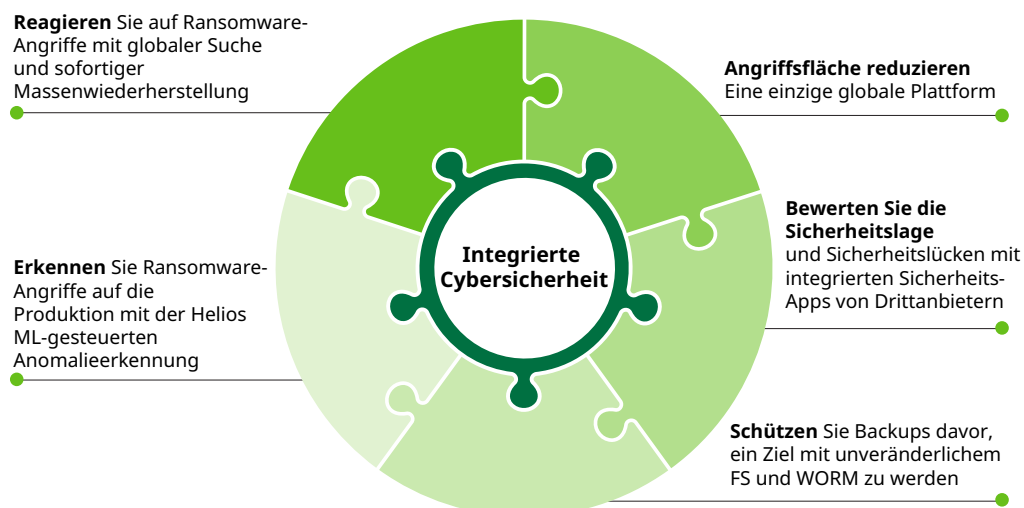 Reagieren Sie auf Ransomware-
Angriffe mit globaler Suche
und sofortiger
Massenwiederherstellung
Angriffsfläche reduzieren
Eine einzige globale Plattform
Bewerten Sie die
Sicherheitslage
und Sicherheitslücken mit
integrierten Sicherheits-
Apps von Drittanbietern
Integrierte
Cybersicherheit
Erkennen Sie Ransomware-
Angriffe auf die
Produktion mit der Helios
ML-gesteuerten
Anomalieerkennung
Schützen Sie Backups davor,
ein Ziel mit unveränderlichem
FS und WORM zu werden